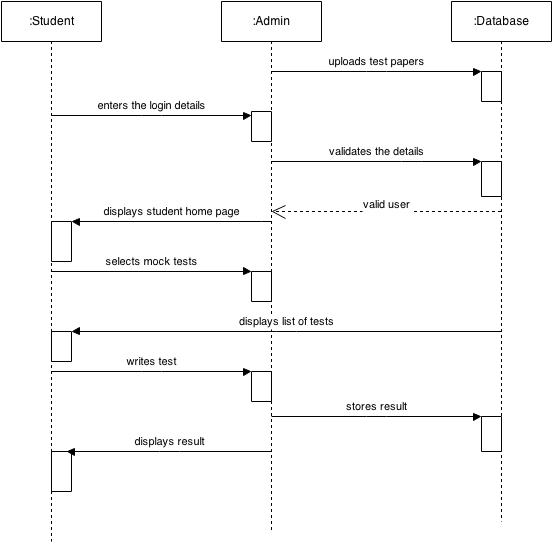 :Student
:Admin
:Database
uploads test papers
enters the login details
validates the details
valid user
displays student home page
selects mock tests
displays list of tests
writes test
stores result
displays result